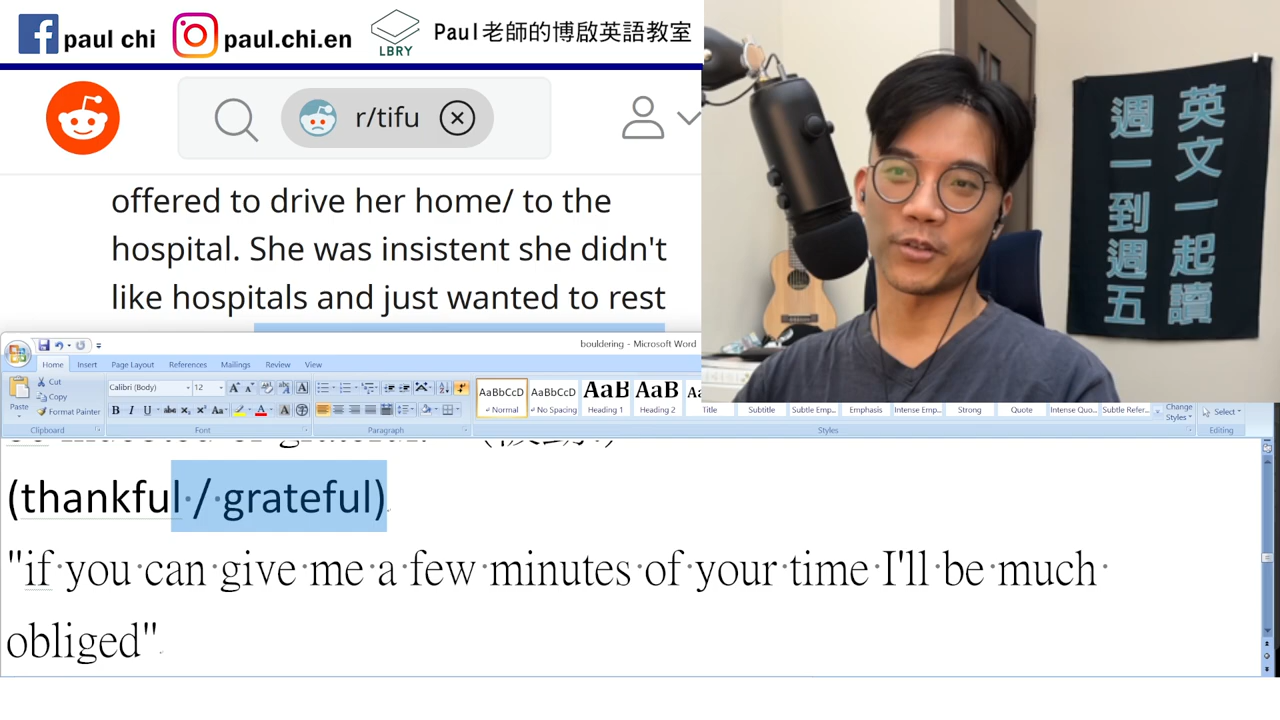 paul chi
paul.chi.en
LBRY
Paul老師的博啟英語教室
r/tifu
offered to drive her home/ to the
hospital. She was insistent she didn't
like hospitals and just wanted to rest
bouldering - Microsoft Word
Home Insert Page Layout References Mailings Review View
Cut
Copy
Format Painter
Paste
Clipboard
Calibri (Body) 12
Font
Paragraph
AaBbCcD AaBbCcD AaB AaB
Normal No Spacing Heading 1 Heading 2 Title Subtitle Subtle Emp... Emphasis Intense Emp... Strong Quote Intense Quo... Subtle Refer...
Styles
Change Styles
Select
Editing
(thankful / grateful)
"if you can give me a few minutes of your time I'll be much
obliged"
英文一起讀
週一到週五